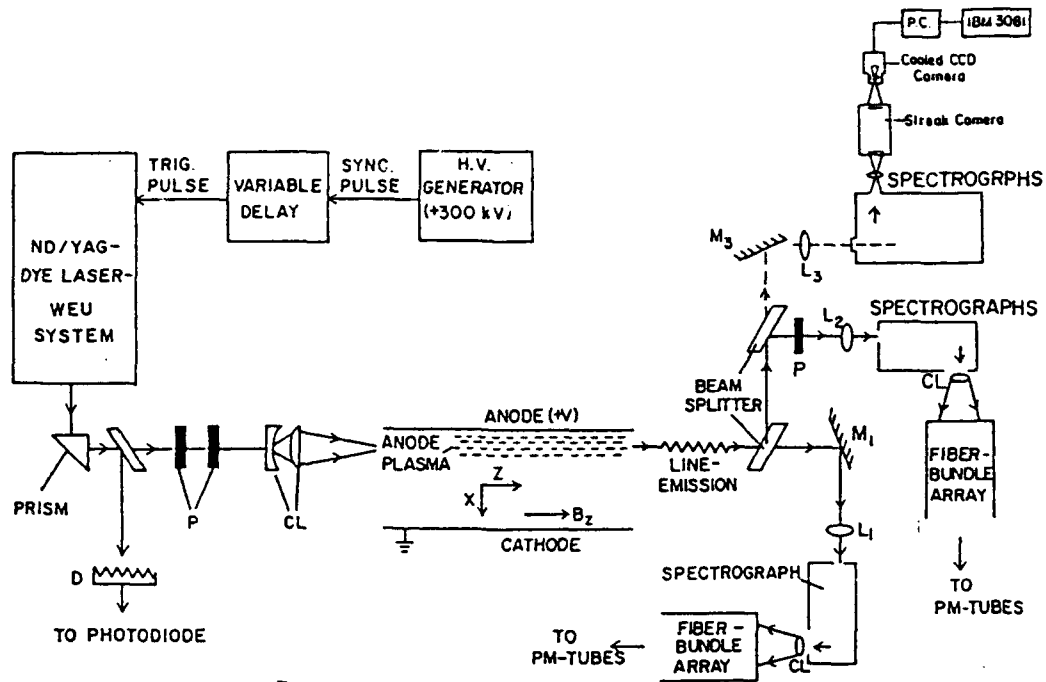 P.C.
IBM 3081
Cooled CCD
Camera
Streak Camera
SPECTROGRPHS
TRIG.
PULSE
VARIABLE
DELAY
SYNC.
PULSE
H.V.
GENERATOR
(+300 kV)
ND/YAG-
DYE LASER-
WEU
SYSTEM
M3
L3
SPECTROGRAPHS
L2
P
CL
BEAM
SPLITTER
ANODE (+V)
ANODE
PLASMA
LINE-
EMISSION
M1
FIBER-
BUNDLE
ARRAY
PRISM
P
CL
Z
X
Bz
CATHODE
L1
D
TO PHOTODIODE
SPECTROGRAPH
TO
PM-TUBES
FIBER-
BUNDLE
ARRAY
CL
TO
PM-TUBES